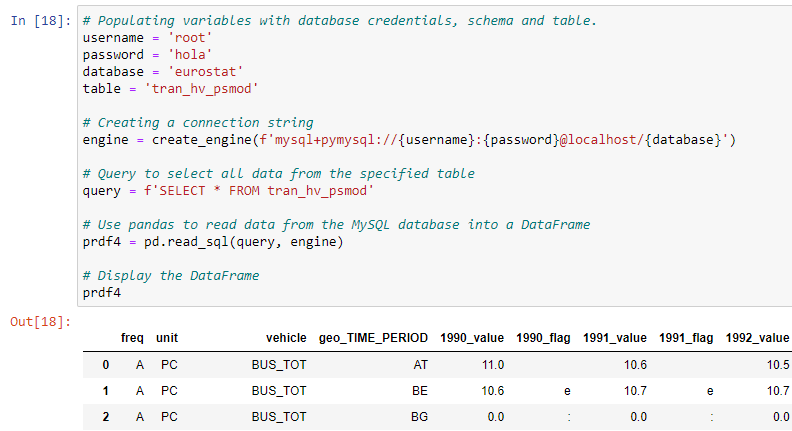 In [18]: # Populating variables with database credentials, schema and table.
username = 'root'
password = 'hola'
database = 'eurostat'
table = 'tran_hv_psmod'
# Creating a connection string
engine = create_engine(f'mysql+pymysql://{username}:{password}@localhost/{database}')
# Query to select all data from the specified table
query = f'SELECT * FROM tran_hv_psmod'
# Use pandas to read data from the MySQL database into a DataFrame
prdf4 = pd.read_sql(query, engine)
# Display the DataFrame
prdf4
Out[18]:
freq unit vehicle geo_TIME_PERIOD 1990_value 1990_flag 1991_value 1991_flag 1992_value
0 A PC BUS_TOT AT 11.0 10.6 10.5
1 A PC BUS_TOT BE 10.6 e 10.7 e 10.7
2 A PC BUS_TOT BG 0.0 : 0.0 : 0.0